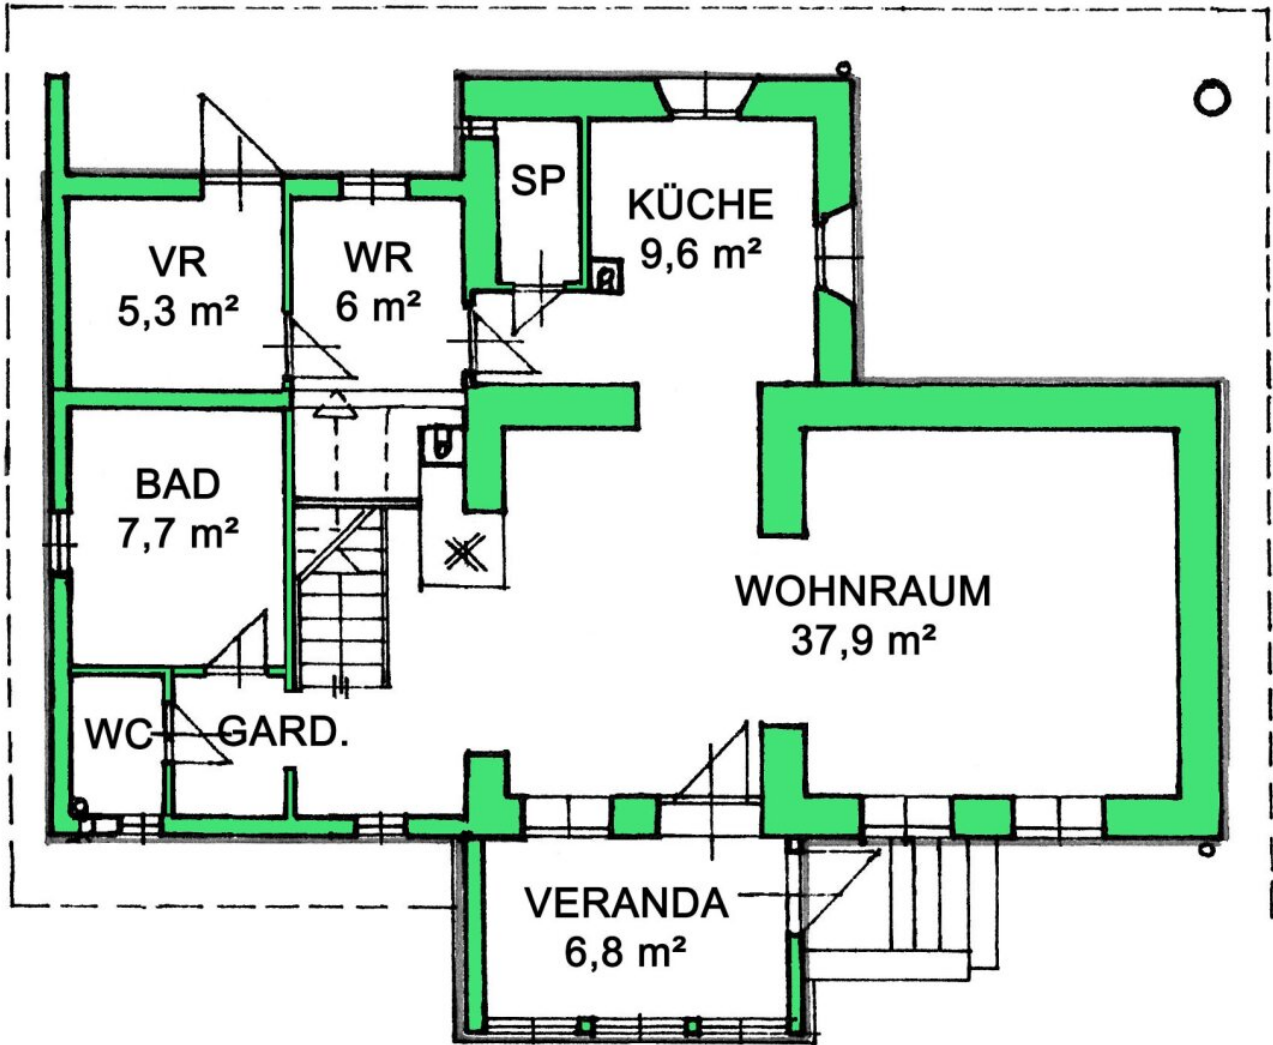 SP
KÜCHE
9,6 m²
VR
5,3 m²
WR
6 m²
BAD
7,7 m²
WOHNRAUM
37,9 m²
WC
GARD.
VERANDA
6,8 m²